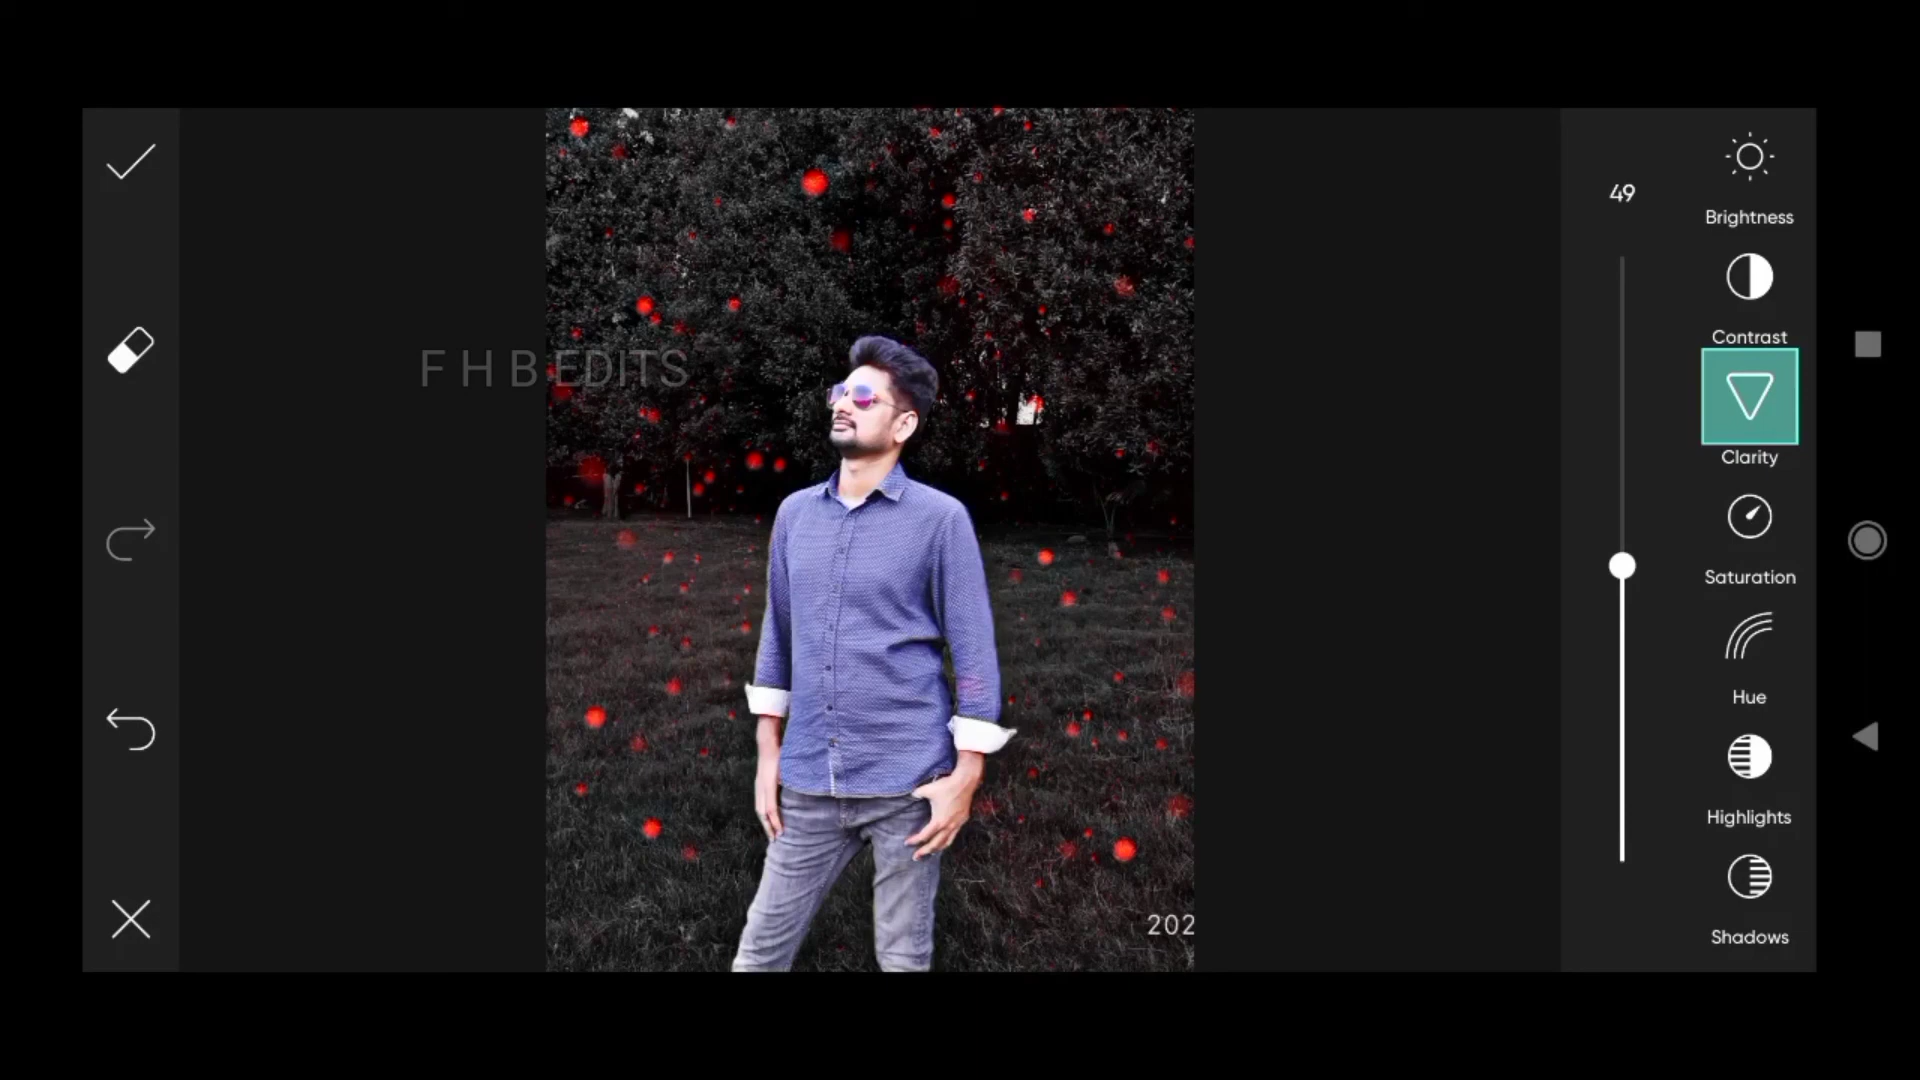 49
Brightness
Contrast
Clarity
Saturation
Hue
Highlights
Shadows
F H B EDITS
202